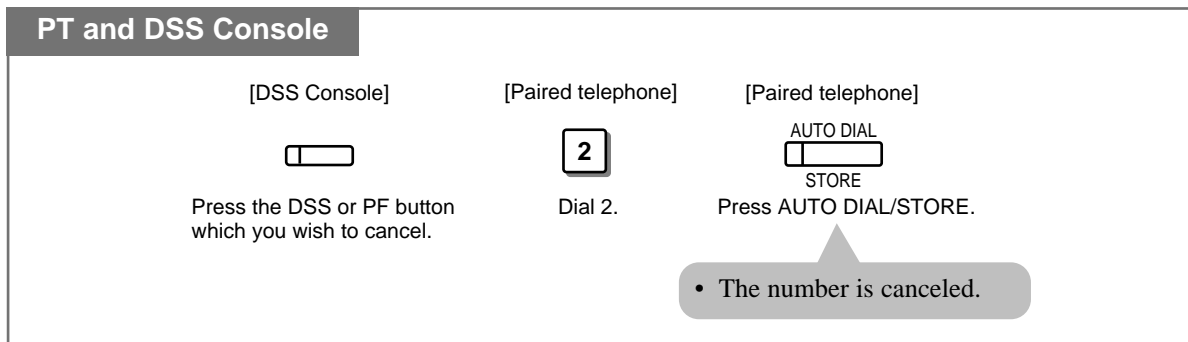 PT and DSS Console
[DSS Console] [Paired telephone] [Paired telephone]
2
AUTO DIAL
STORE
Press the DSS or PF button
which you wish to cancel.
Dial 2.
Press AUTO DIAL/STORE.
• The number is canceled.